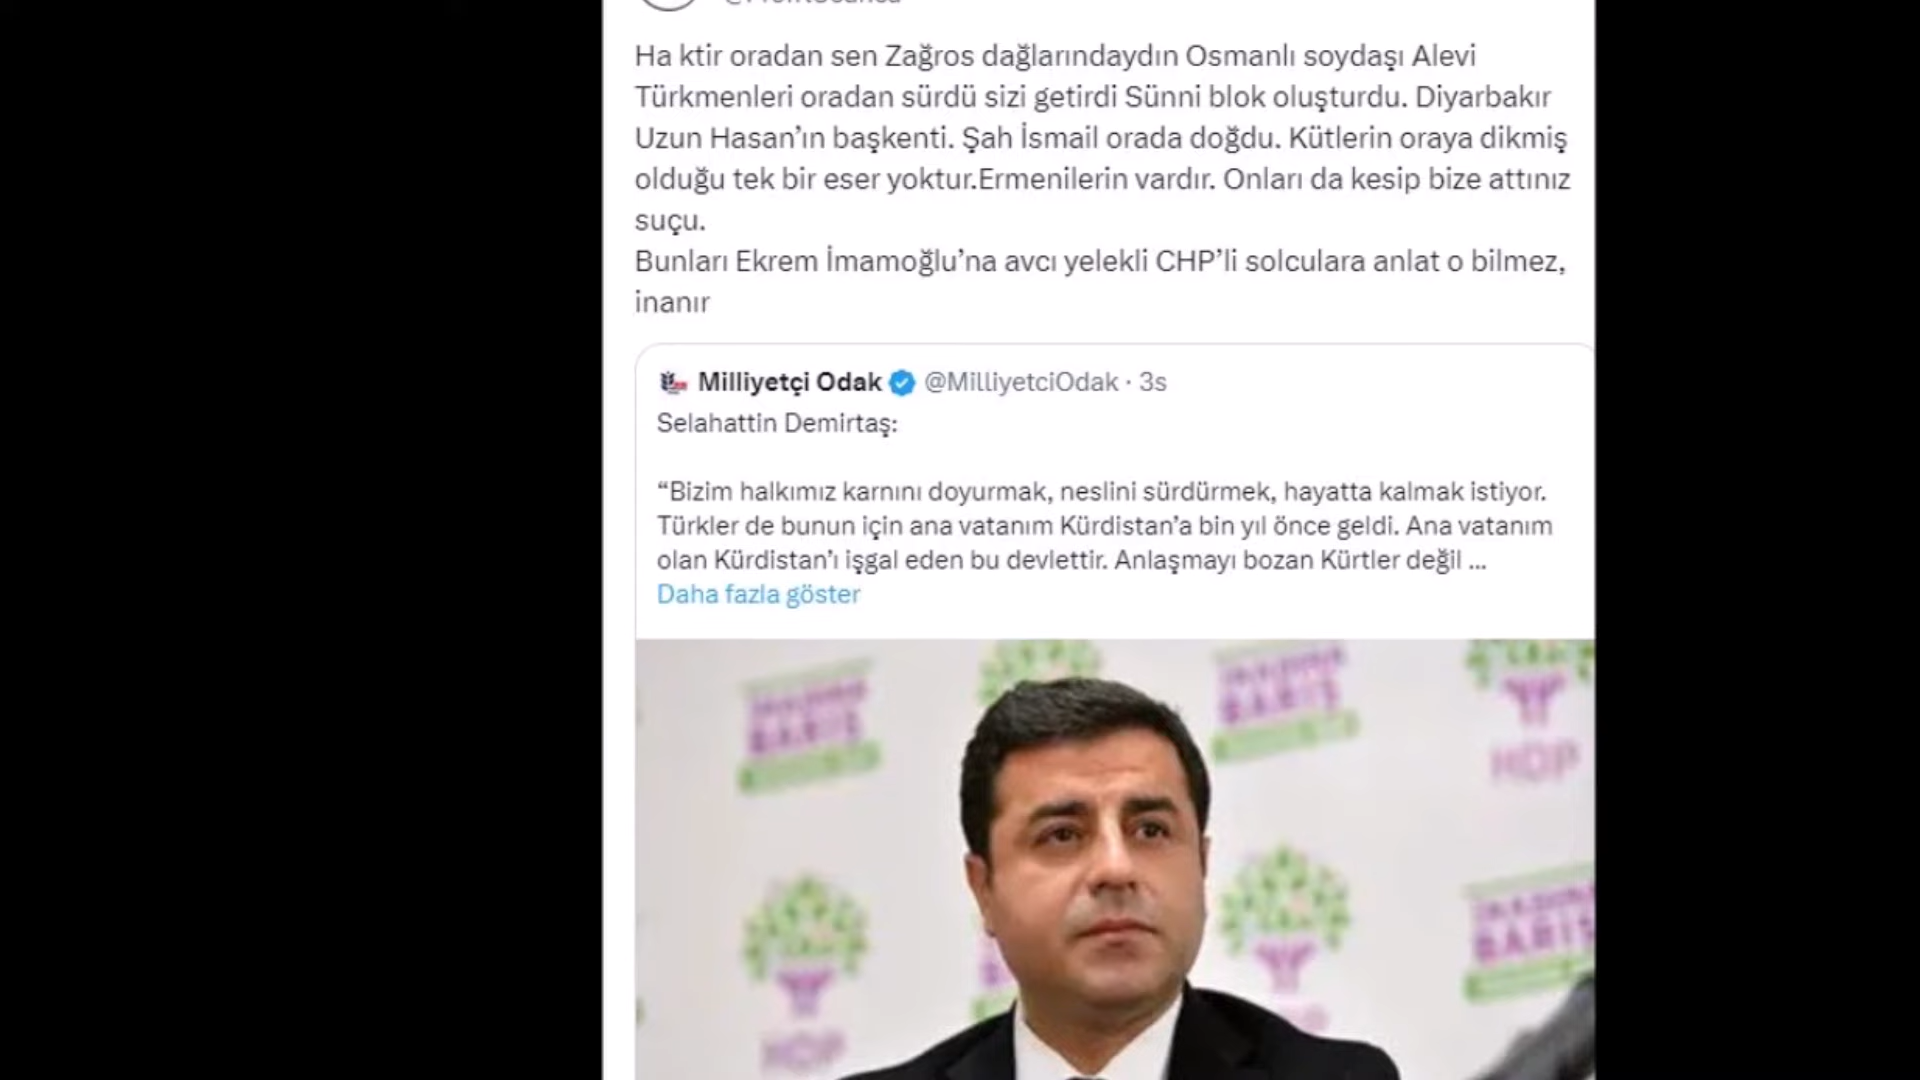 Ha ktir oradan sen Zağros dağlarındaydın Osmanlı soydaşı Alevi
Türkmenleri oradan sürdü sizi getirdi Sünni blok oluşturdu. Diyarbakır
Uzun Hasan’ın başkenti. Şah İsmail orada doğdu. Kütlerin oraya dikmiş
olduğu tek bir eser yoktur.Ermenilerin vardır. Onları da kesip bize attınız
suçu.
Bunları Ekrem İmamoğlu’na avcı yelekli CHP’li solculara anlat o bilmez,
inanır
Milliyetçi Odak @MilliyetciOdak · 3s
Selahattin Demirtaş:
“Bizim halkımız karnını doyurmak, neslini sürdürmek, hayatta kalmak istiyor.
Türkler de bunun için ana vatanım Kürdistan’a bin yıl önce geldi. Ana vatanım
olan Kürdistan’ı işgal eden bu devlettir. Anlaşmayı bozan Kürtler değil ...
Daha fazla göster
BARIŞ
BARIŞ
HDP
BARIŞ
HDP